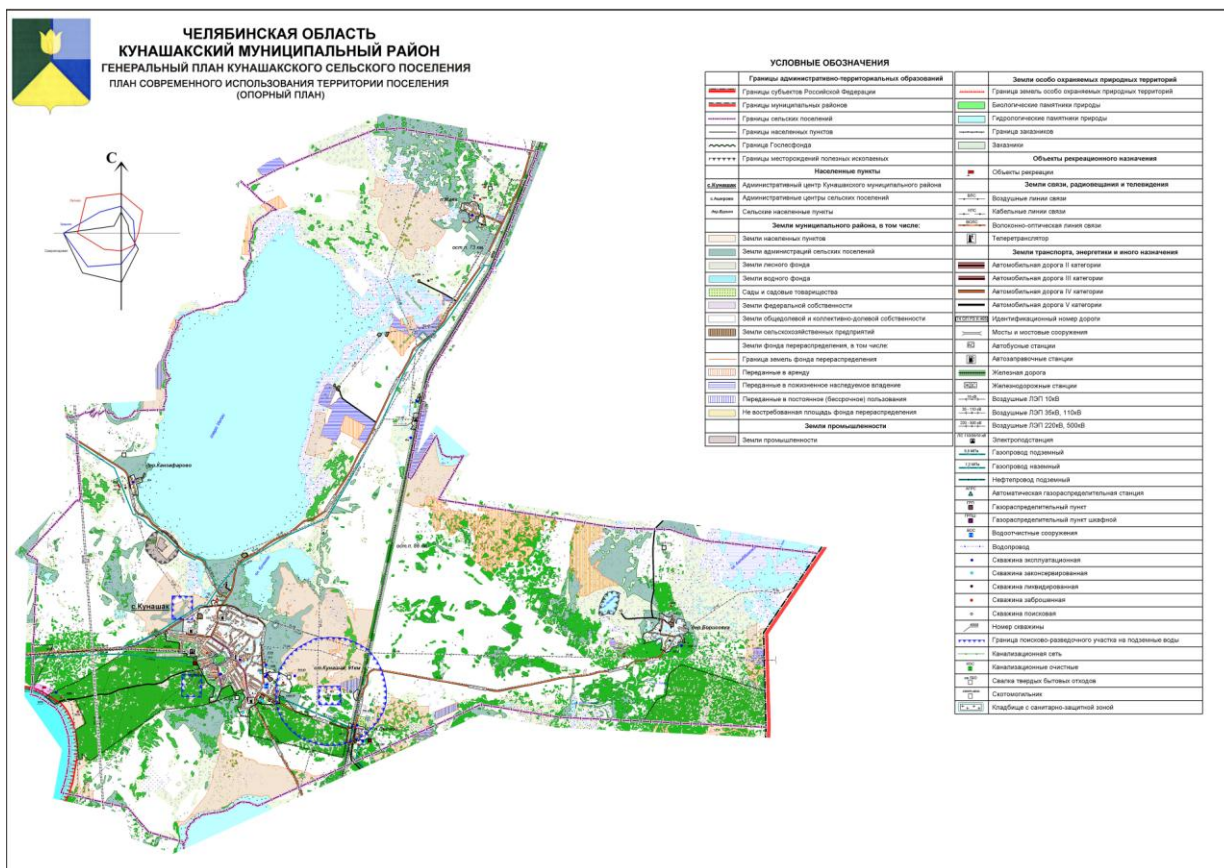 ЧЕЛЯБИНСКАЯ ОБЛАСТЬ
КУНАШАКСКИЙ МУНИЦИПАЛЬНЫЙ РАЙОН
ГЕНЕРАЛЬНЫЙ ПЛАН КУНАШАКСКОГО СЕЛЬСКОГО ПОСЕЛЕНИЯ
ПЛАН СОВРЕМЕННОГО ИСПОЛЬЗОВАНИЯ ТЕРРИТОРИИ ПОСЕЛЕНИЯ
(ОПОРНЫЙ ПЛАН)
С
с.Кунашак
УСЛОВНЫЕ ОБОЗНАЧЕНИЯ
Границы административно-территориальных образований
Границы субъектов Российской Федерации
Границы муниципальных районов
Границы сельских поселений
Границы населенных пунктов
Граница Гослесфонда
Границы месторождений полезных ископаемых
Населенные пункты
с.Кунашак Административный центр Кунашакского муниципального района
Административные центры сельских поселений
Сельские населенные пункты
Земли муниципального района, в том числе:
Земли населенных пунктов
Земли администраций сельских поселений
Земли лесного фонда
Земли водного фонда
Сады и садовые товарищества
Земли федеральной собственности
Земли общедолевой и коллективно-долевой собственности
Земли сельскохозяйственных предприятий
Земли фонда перераспределения, в том числе:
Граница земель фонда перераспределения
Переданные в аренду
Переданные в пожизненное наследуемое владение
Переданные в постоянное (бессрочное) пользования
Не востребованная площадь фонда перераспределения
Земли промышленности
Земли промышленности
Земли особо охраняемых природных территорий
Граница земель особо охраняемых природных территорий
Биологические памятники природы
Гидрологические памятники природы
Граница заказников
Заказники
Объекты рекреационного назначения
Объекты рекреации
Земли связи, радиовещания и телевидения
Воздушные линии связи
Кабельные линии связи
Волоконно-оптическая линия связи
Телеретранслятор
Земли транспорта, энергетики и иного назначения
Автомобильная дорога II категории
Автомобильная дорога III категории
Автомобильная дорога IV категории
Автомобильная дорога V категории
Идентификационный номер дороги
Мосты и мостовые сооружения
Автобусные станции
Автозаправочные станции
Железная дорога
Железнодорожные станции
Воздушные ЛЭП 10кВ
Воздушные ЛЭП 35кВ, 110кВ
Воздушные ЛЭП 220кВ, 500кВ
Электроподстанция
Газопровод подземный
Газопровод наземный
Нефтепровод подземный
Автоматическая газораспределительная станция
Газораспределительный пункт
Газораспределительный пункт шкафной
Водоотчистные сооружения
Водопровод
Скважина эксплуатационная
Скважина законсервированная
Скважина ликвидированная
Скважина заброшенная
Скважина поисковая
Номер скважины
Граница поисково-разведочного участка на подземные воды
Канализационная сеть
Канализационные очистные
Свалка твердых бытовых отходов
Скотомогильник
Кладбище с санитарно-защитной зоной